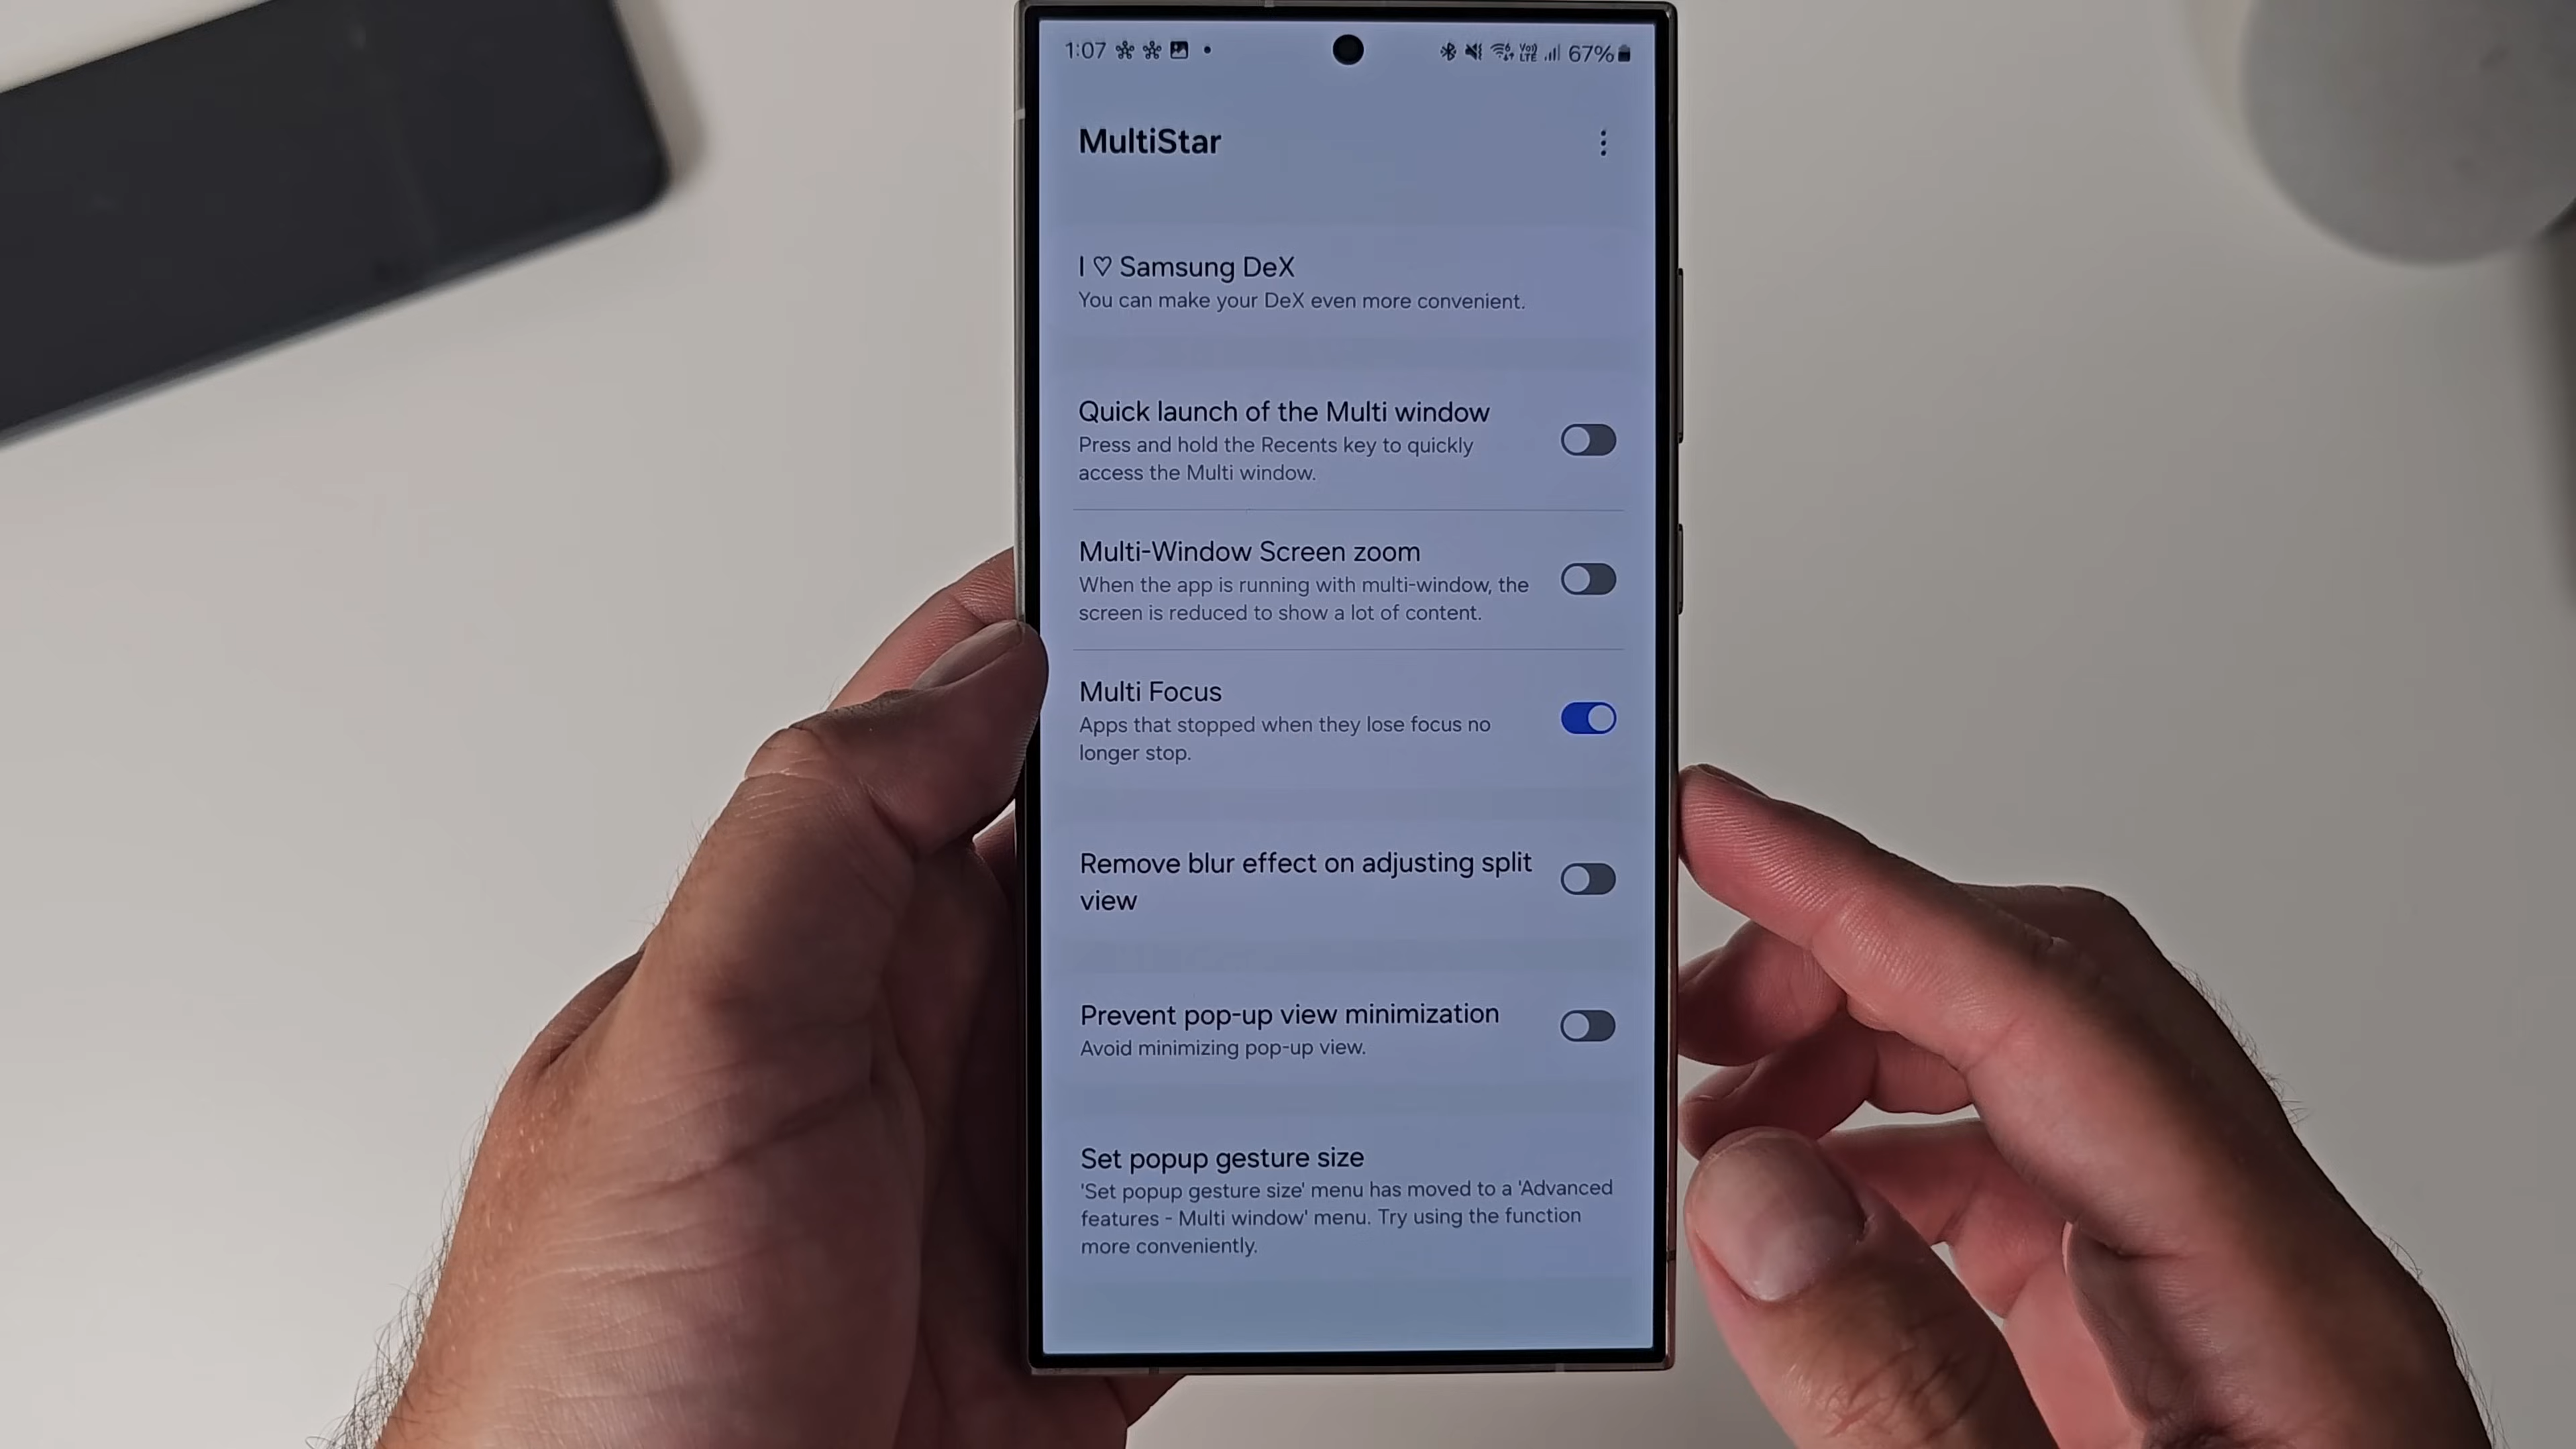 1:07
Vo)) LTE 67%
MultiStar
I ♡ Samsung DeX
You can make your DeX even more convenient.
Quick launch of the Multi window
Press and hold the Recents key to quickly
access the Multi window.
Multi-Window Screen zoom
When the app is running with multi-window, the
screen is reduced to show a lot of content.
Multi Focus
Apps that stopped when they lose focus no
longer stop.
Remove blur effect on adjusting split
view
Prevent pop-up view minimization
Avoid minimizing pop-up view.
Set popup gesture size
'Set popup gesture size' menu has moved to a 'Advanced
features - Multi window' menu. Try using the function
more conveniently.